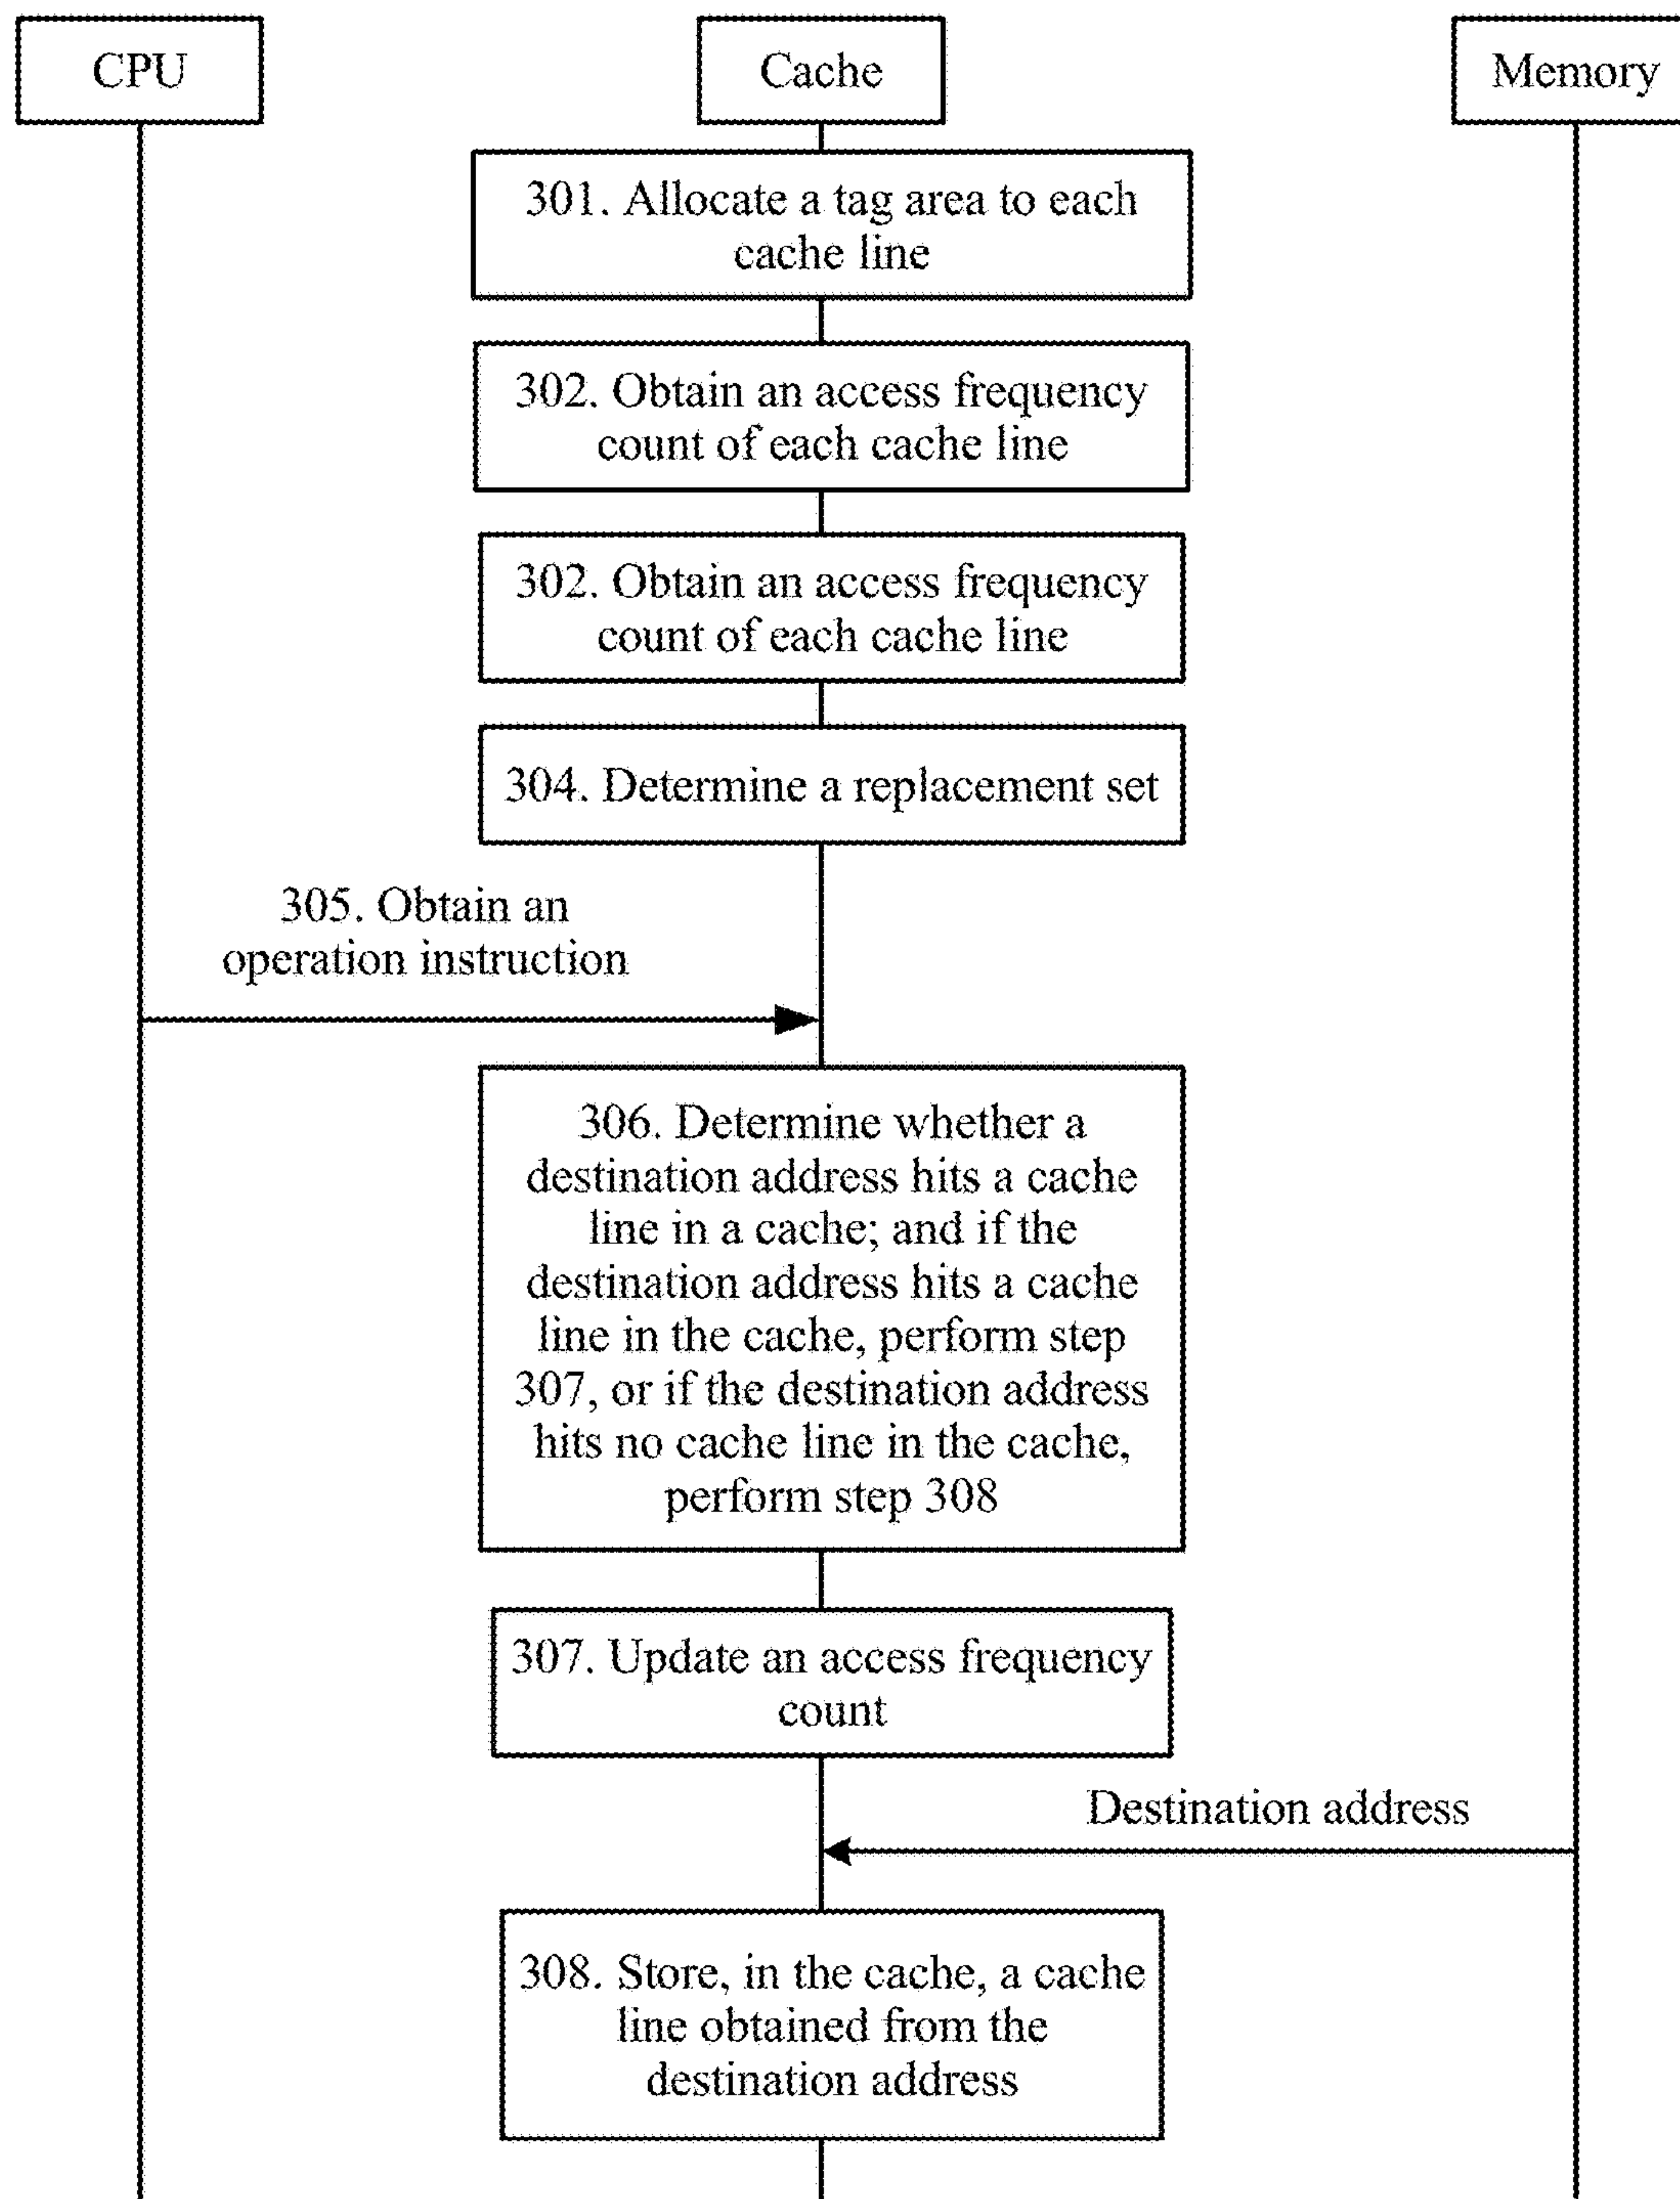 CPU
Cache
Memory
301. Allocate a tag area to each
cache line
302. Obtain an access frequency
count of each cache line
302. Obtain an access frequency
count of each cache line
304. Determine a replacement set
305. Obtain an
operation instruction
306. Determine whether a
destination address hits a cache
line in a cache; and if the
destination address hits a cache
line in the cache, perform step
307, or if the destination address
hits no cache line in the cache,
perform step 308
307. Update an access frequency
count
Destination address
308. Store, in the cache, a cache
line obtained from the
destination address